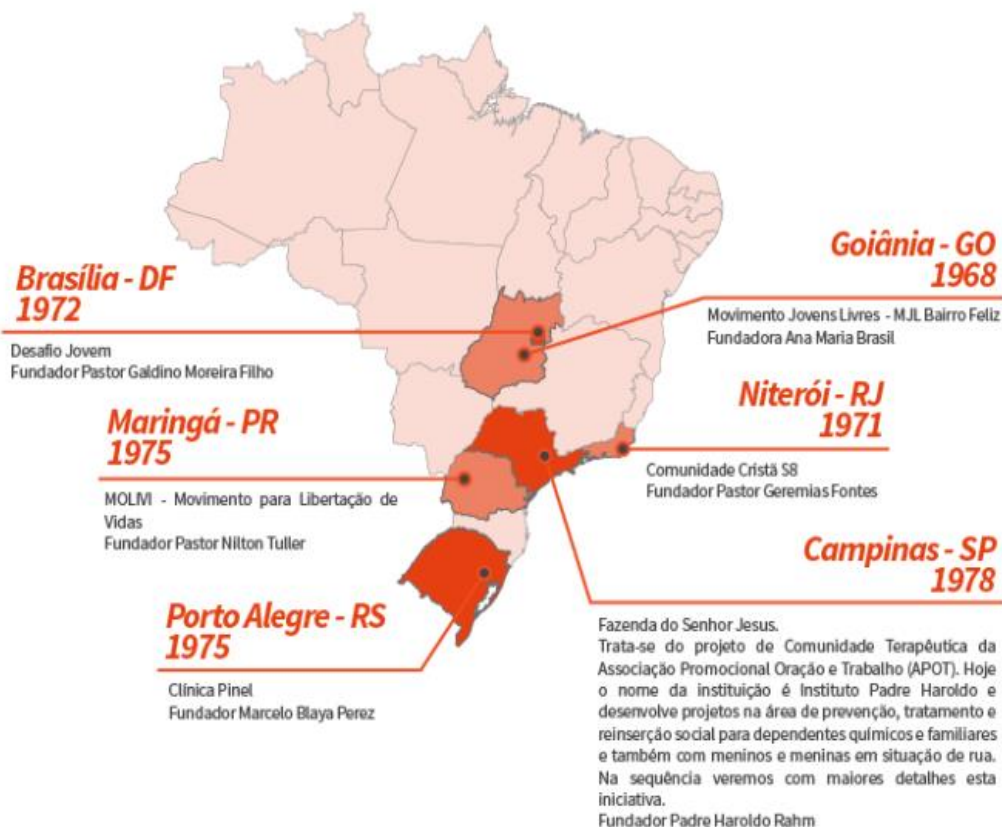 Brasília - DF
1972
Desafio Jovem
Fundador Pastor Galdino Moreira Filho
Goiânia - GO
1968
Movimento Jovens Livres - MJL Bairro Feliz
Fundadora Ana Maria Brasil
Maringá - PR
1975
MOLIVI - Movimento para Libertação de
Vidas
Fundador Pastor Nilton Tuller
Niterói - RJ
1971
Comunidade Cristã S8
Fundador Pastor Geremias Fontes
Porto Alegre - RS
1975
Clínica Pinel
Fundador Marcelo Blaya Perez
Campinas - SP
1978
Fazenda do Senhor Jesus.
Trata-se do projeto de Comunidade Terapêutica da
Associação Promocional Oração e Trabalho (APOT). Hoje
o nome da instituição é Instituto Padre Haroldo e
desenvolve projetos na área de prevenção, tratamento e
reinserção social para dependentes químicos e familiares
e também com meninos e meninas em situação de rua.
Na sequência veremos com maiores detalhes esta
iniciativa.
Fundador Padre Haroldo Rahm